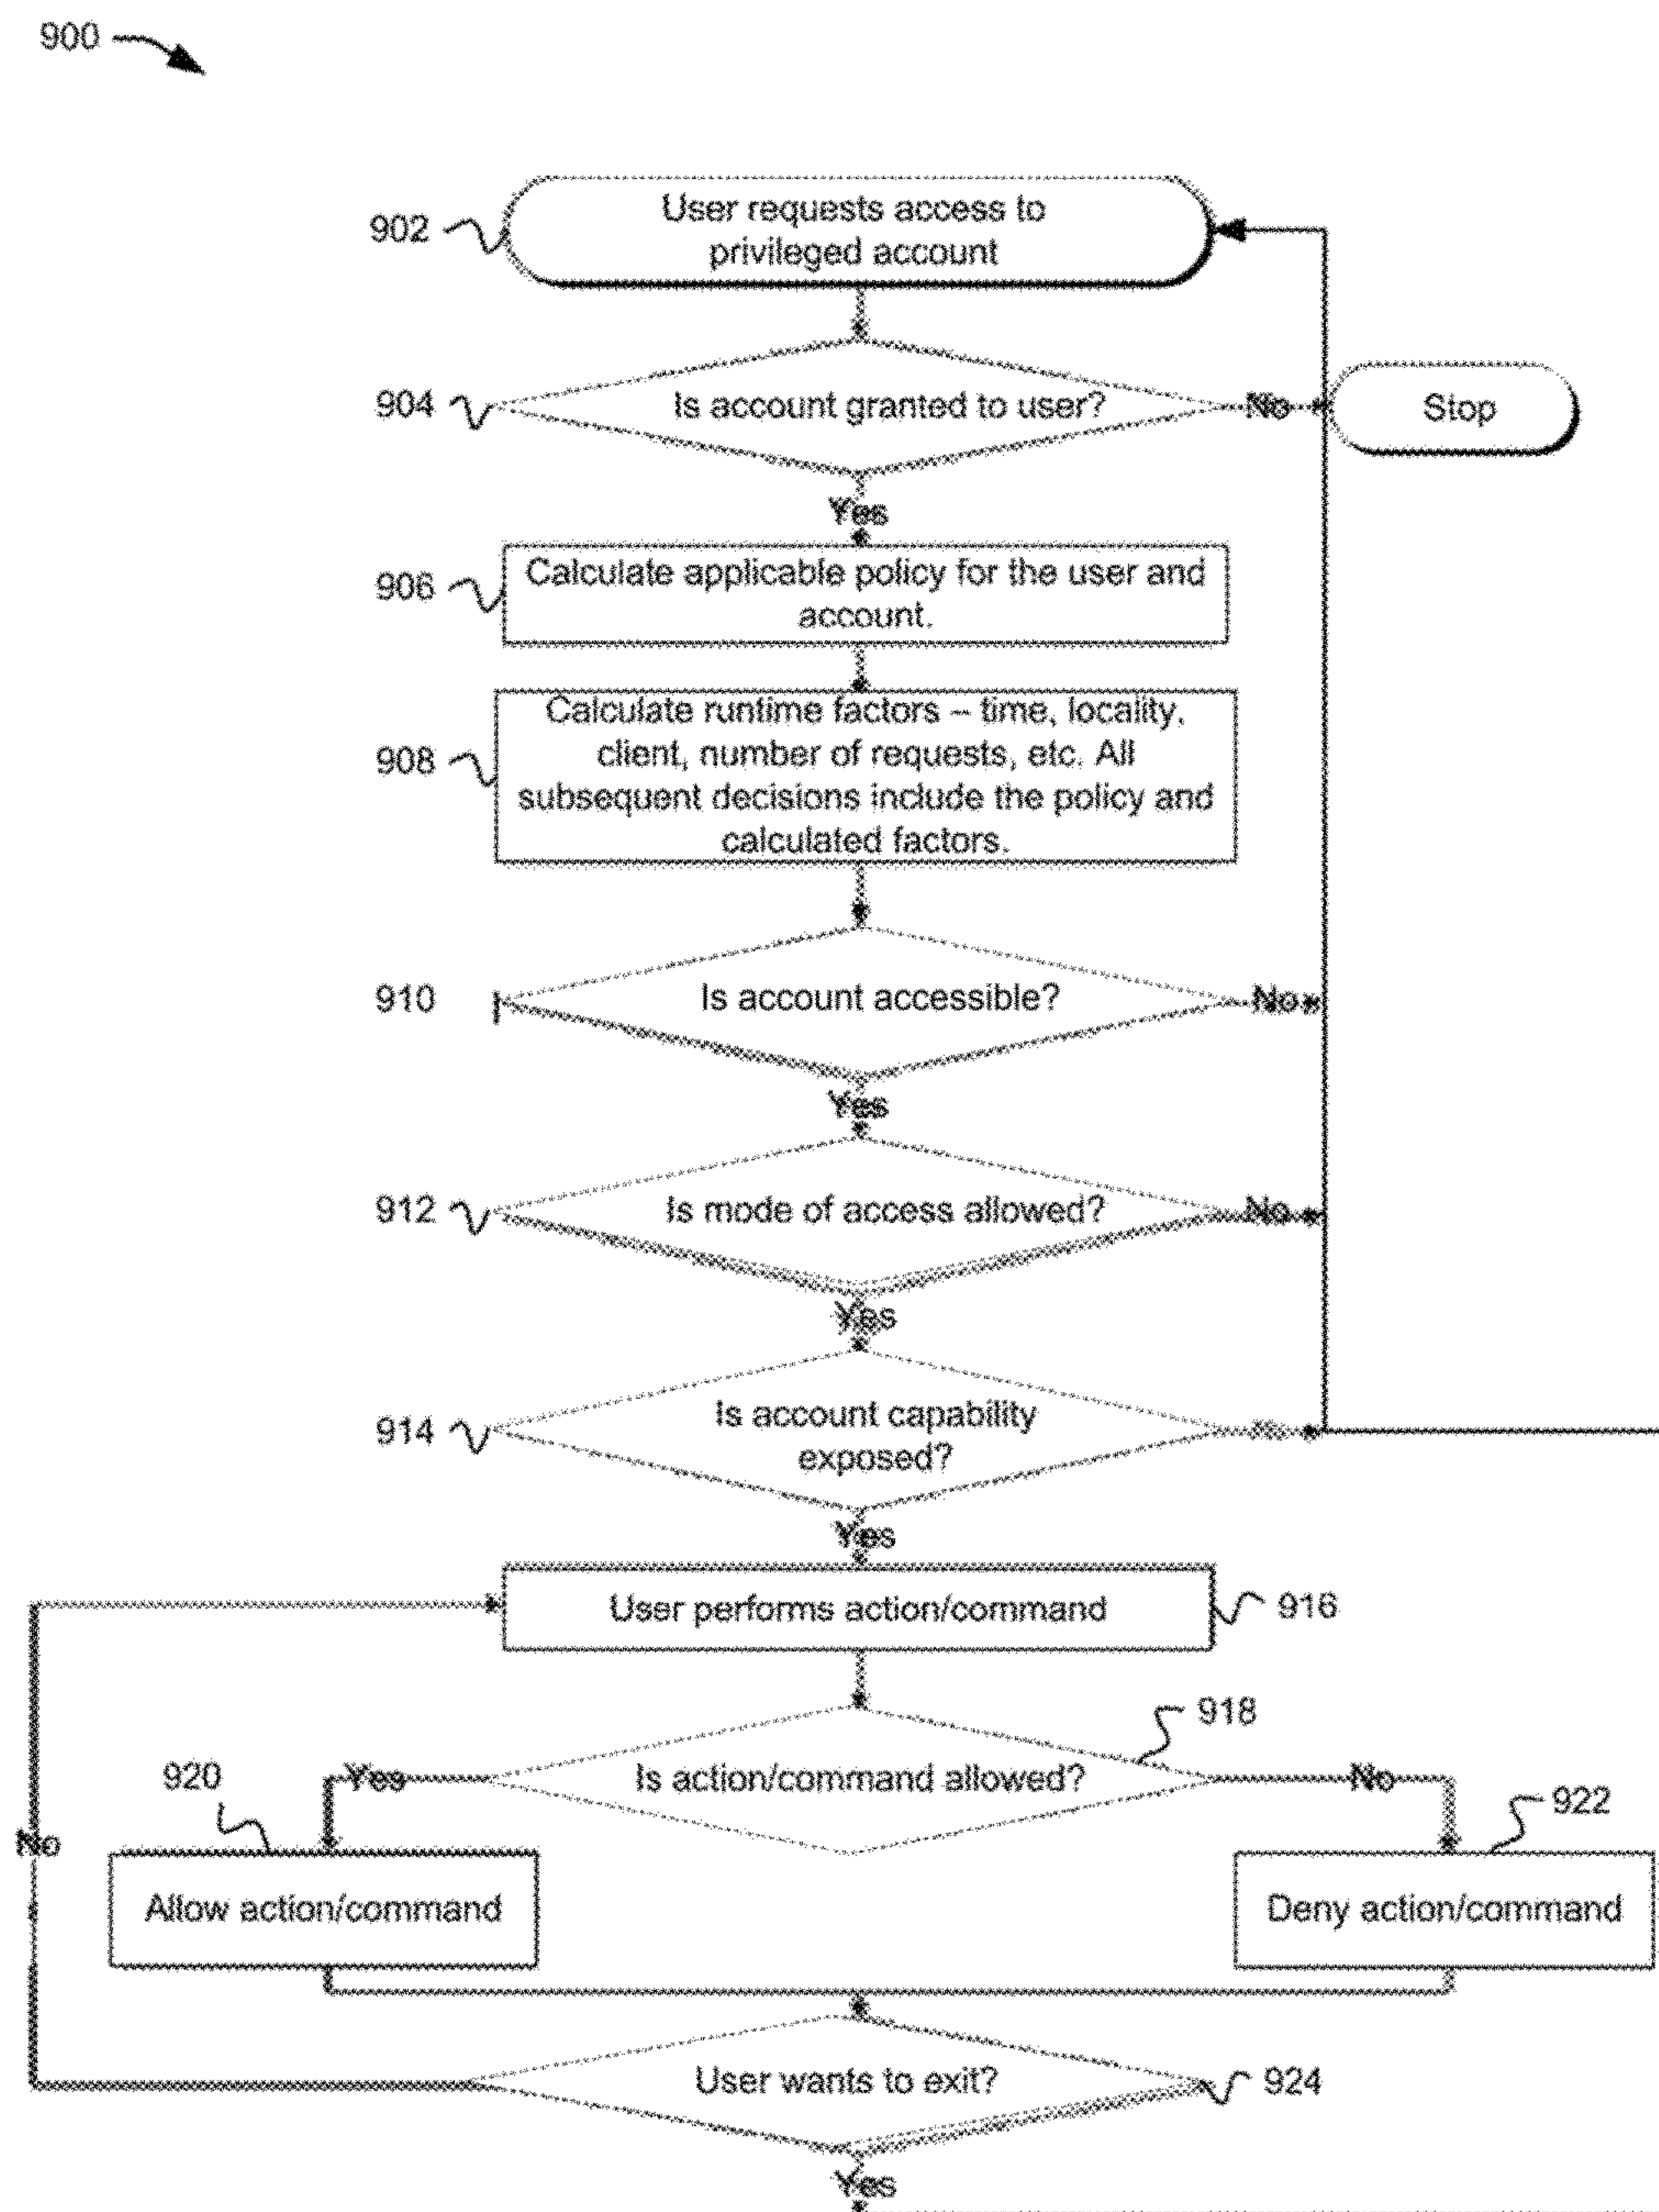 900
902
User requests access to
privileged account
904
Is account granted to user?
No
Stop
Yes
906
Calculate applicable policy for the user and
account.
908
Calculate runtime factors – time, locality,
client, number of requests, etc. All
subsequent decisions include the policy and
calculated factors.
910
Is account accessible?
No
Yes
912
Is mode of access allowed?
No
Yes
914
Is account capability
exposed?
Yes
User performs action/command
916
918
920
Yes
Is action/command allowed?
No
922
No
Allow action/command
Deny action/command
User wants to exit?
924
Yes